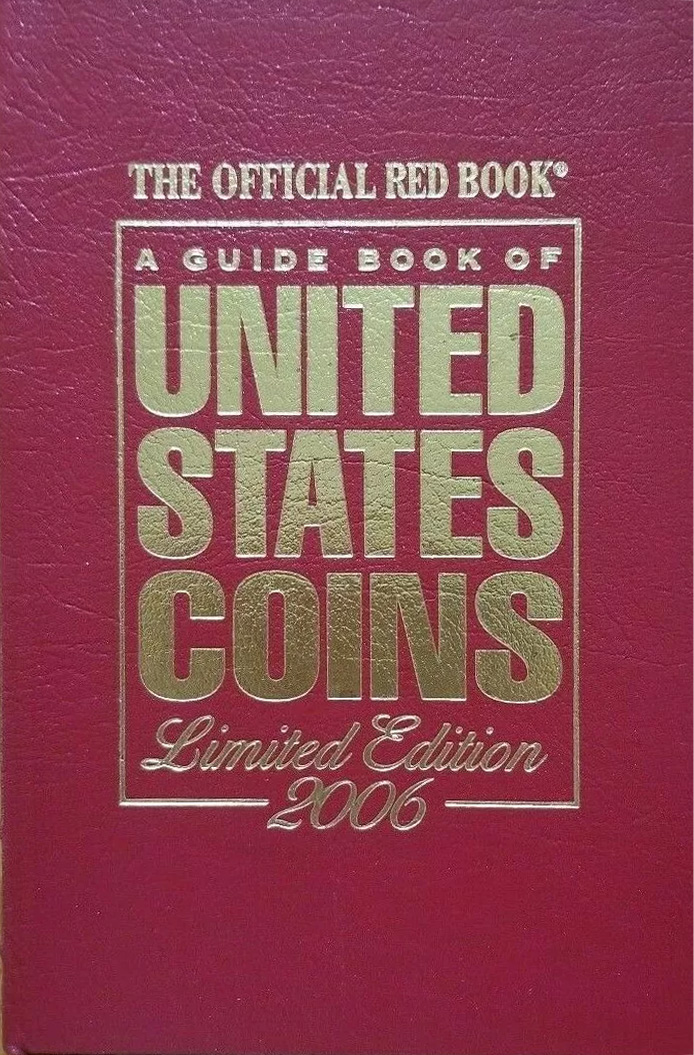 THE OFFICIAL RED BOOK®
A GUIDE BOOK OF
UNITED
STATES
COINS
Limited Edition
2006